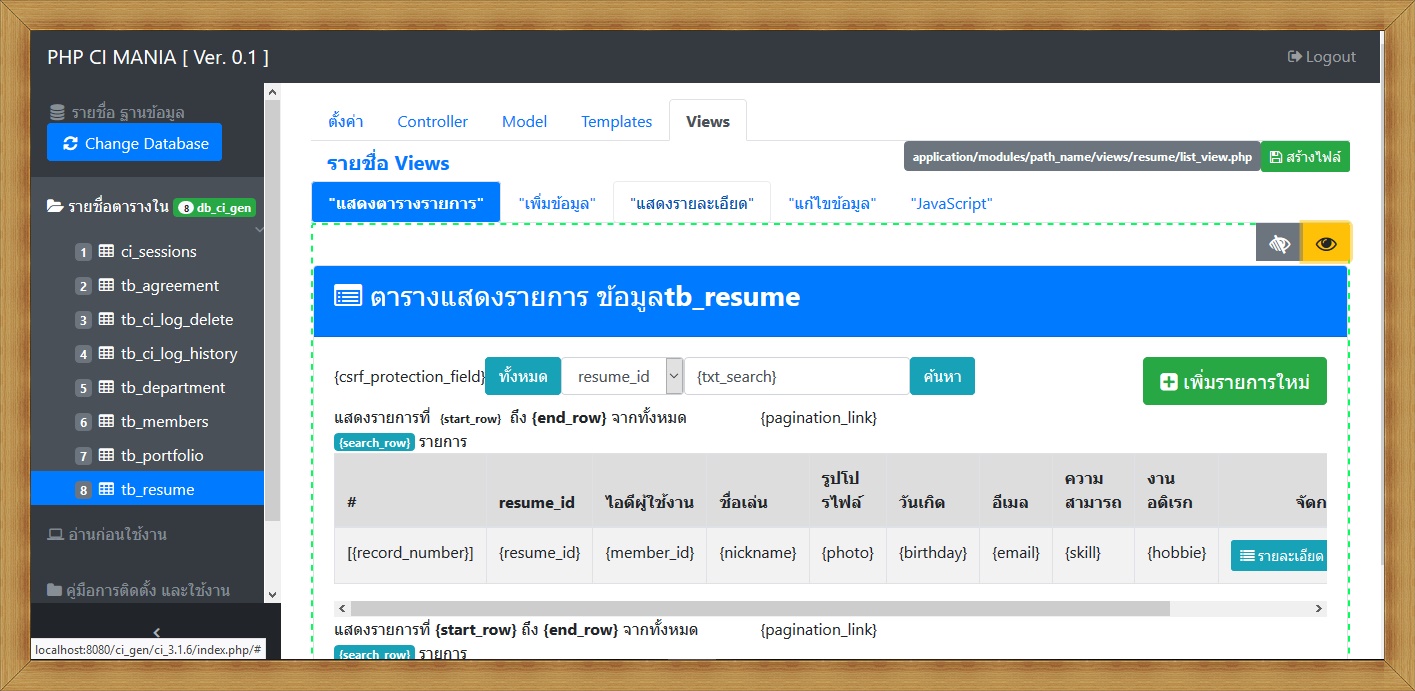 PHP CI MANIA [ Ver. 0.1 ]
Logout
รายชื่อ ฐานข้อมูล
Change Database
รายชื่อตารางใน 8 db_ci_gen
1 ci_sessions
2 tb_agreement
3 tb_ci_log_delete
4 tb_ci_log_history
5 tb_department
6 tb_members
7 tb_portfolio
8 tb_resume
อ่านก่อนใช้งาน
คู่มือการติดตั้ง และใช้งาน
localhost:8080/ci_gen/ci_3.1.6/index.php/#
ตั้งค่า Controller Model Templates Views
รายชื่อ Views
application/modules/path_name/views/resume/list_view.php สร้างไฟล์
"แสดงตารางรายการ" "เพิ่มข้อมูล" "แสดงรายละเอียด" "แก้ไขข้อมูล" "JavaScript"
ตารางแสดงรายการ ข้อมูลtb_resume
{csrf_protection_field} ทั้งหมด resume_id {txt_search} ค้นหา
เพิ่มรายการใหม่
แสดงรายการที่ {start_row} ถึง {end_row} จากทั้งหมด {pagination_link}
{search_row} รายการ
# resume_id ไอดีผู้ใช้งาน ชื่อเล่น รูปโปรไฟล์ วันเกิด อีเมล ความสามารถ งานอดิเรก จัดก
[{record_number}] {resume_id} {member_id} {nickname} {photo} {birthday} {email} {skill} {hobbie} รายละเอียด
แสดงรายการที่ {start_row} ถึง {end_row} จากทั้งหมด {pagination_link}
{search_row} รายการ